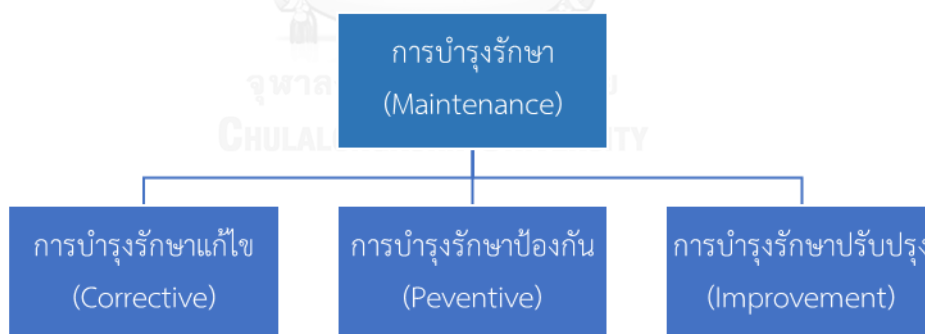 การบำรุงรักษา
(Maintenance)
การบำรุงรักษาแก้ไข
(Corrective)
การบำรุงรักษาป้องกัน
(Peventive)
การบำรุงรักษาปรับปรุง
(Improvement)